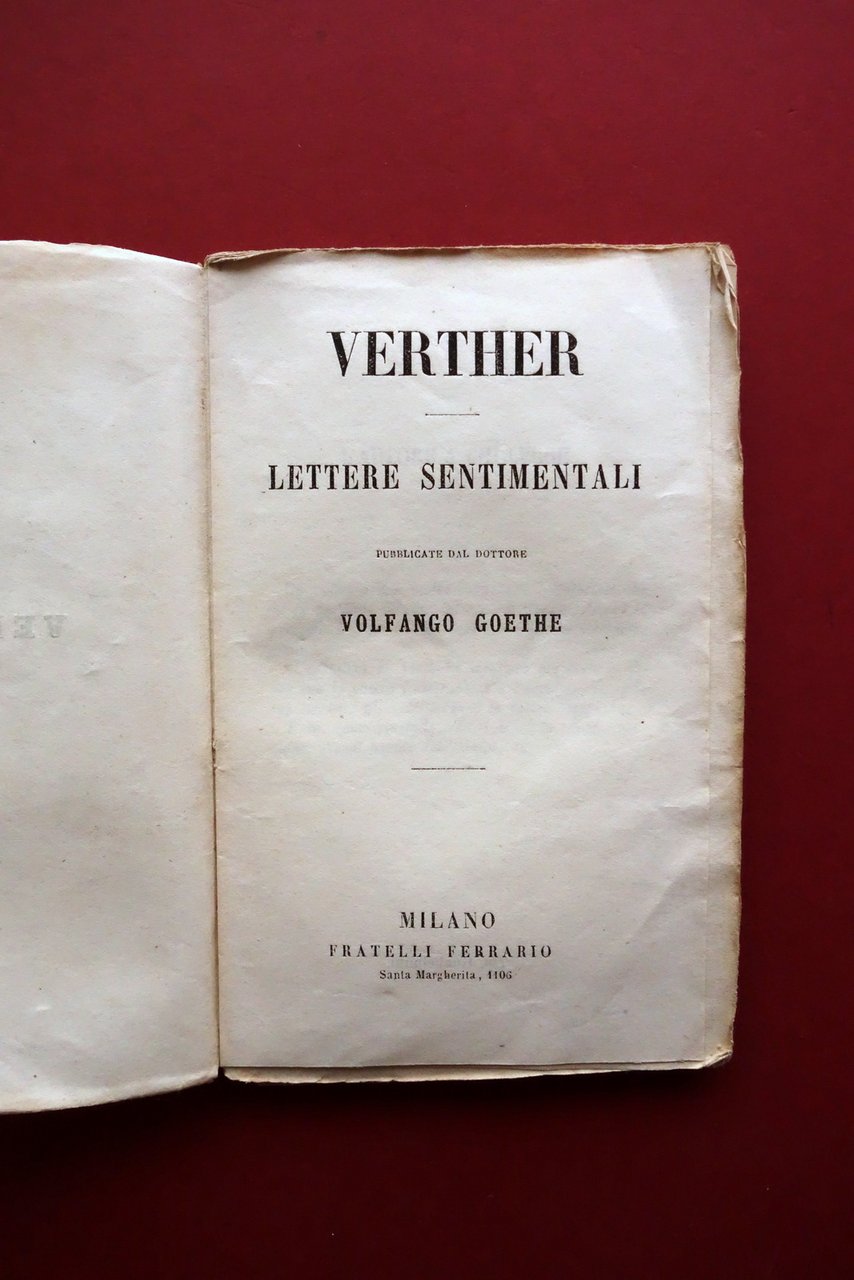 VERTHER
LETTERE SENTIMENTALI
PUBBLICATE DAL DOTTORE
VOLFANGO GOETHE
MILANO
FRATELLI FERRARIO
Santa Margherita, 1106